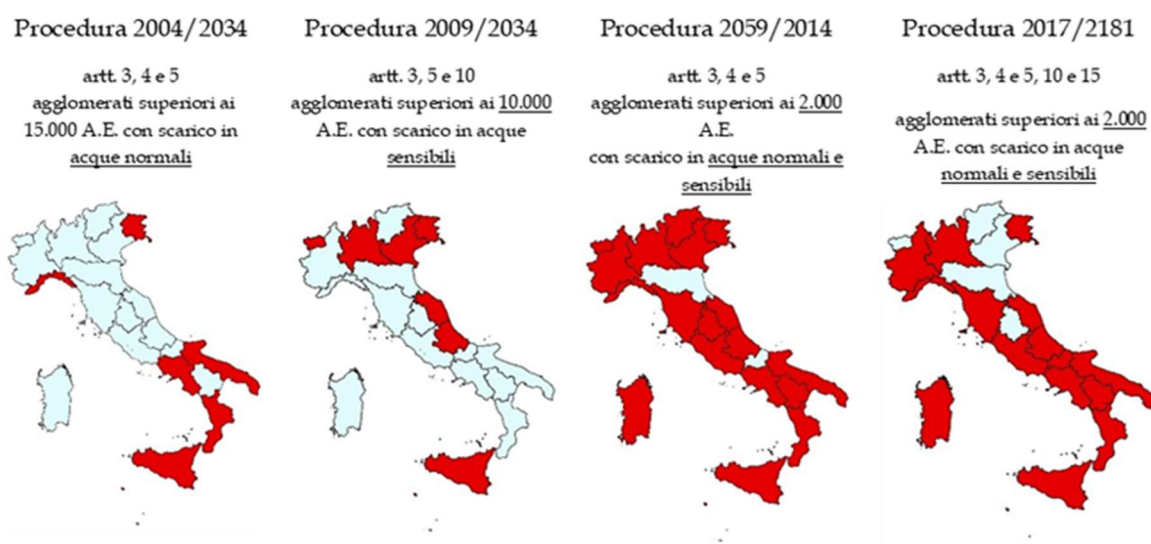 Procedura 2004/2034
artt. 3, 4 e 5
agglomerati superiori ai
15.000 A.E. con scarico in
acque normali
Procedura 2009/2034
artt. 3, 5 e 10
agglomerati superiori ai 10.000
A.E. con scarico in acque
sensibili
Procedura 2059/2014
artt. 3, 4 e 5
agglomerati superiori ai 2.000
A.E.
con scarico in acque normali e
sensibili
Procedura 2017/2181
artt. 3, 4 e 5, 10 e 15
agglomerati superiori ai 2.000
A.E. con scarico in acque
normali e sensibili